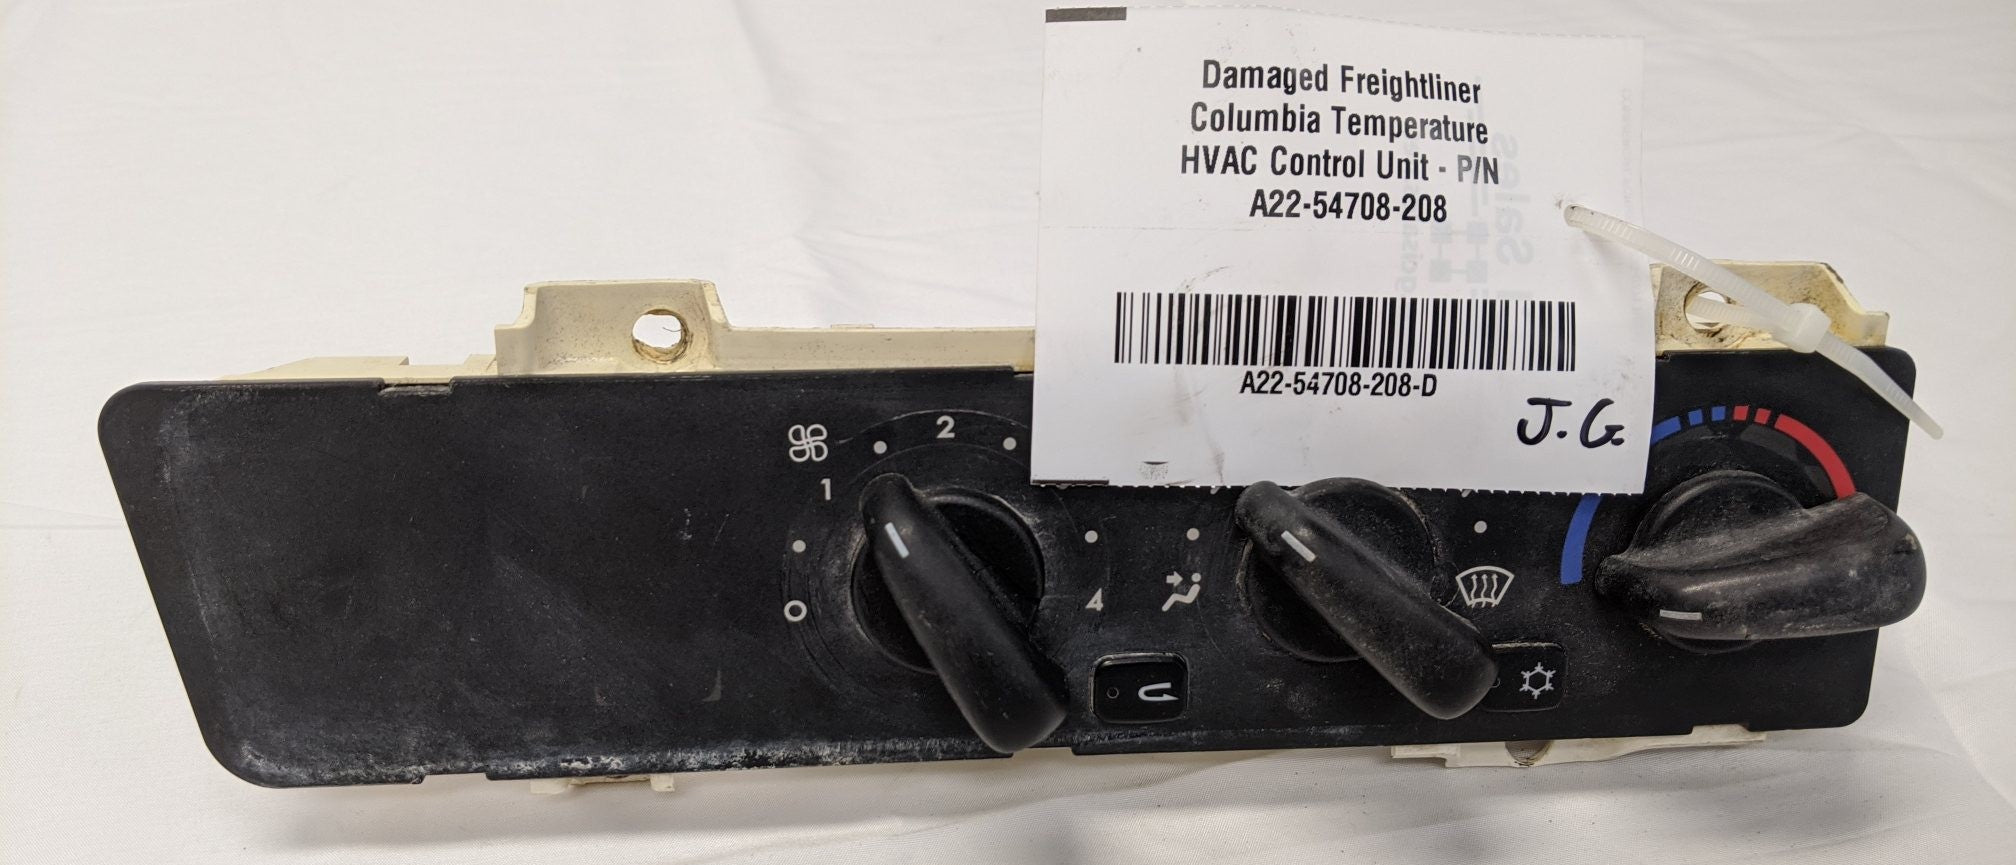 Damaged Freightliner
Columbia Temperature
HVAC Control Unit - P/N
A22-54708-208
A22-54708-208-D
J.G.
2
1
0
4